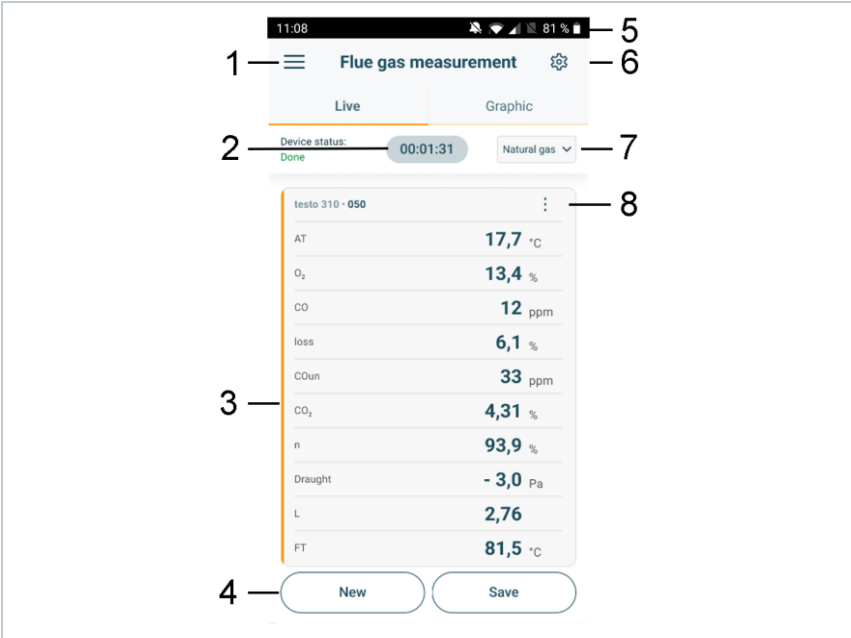 11:08 81 % 5
1 Flue gas measurement 6
Live Graphic
2 Device status: 00:01:31 Natural gas 7
Done
testo 310 · 050 8
AT 17,7 °C
O₂ 13,4 %
CO 12 ppm
loss 6,1 %
COun 33 ppm
3 CO₂ 4,31 %
n 93,9 %
Draught - 3,0 Pa
L 2,76
FT 81,5 °C
4 New Save